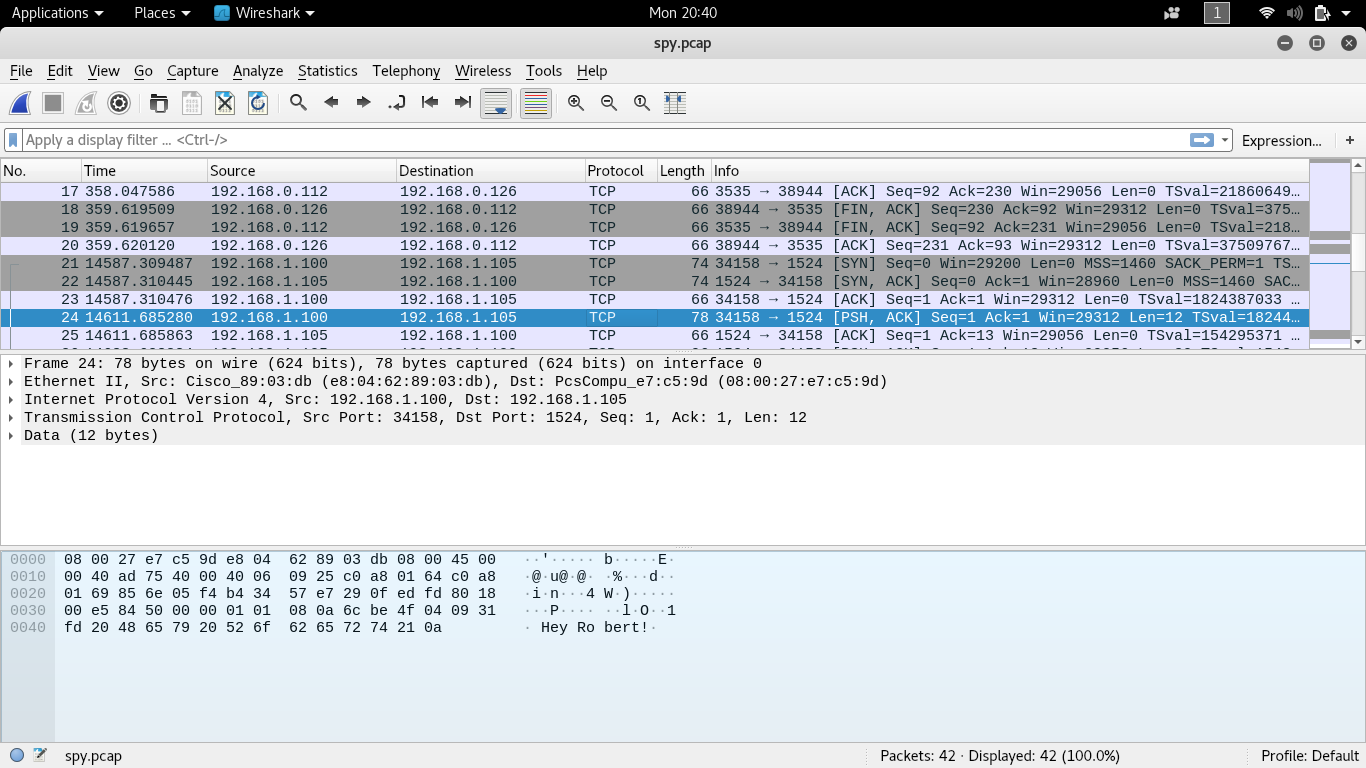 Applications Places Wireshark Mon 20:40 1
spy.pcap
File Edit View Go Capture Analyze Statistics Telephony Wireless Tools Help
Apply a display filter ... <Ctrl-/> Expression... +
No. Time Source Destination Protocol Length Info
17 358.047586 192.168.0.112 192.168.0.126 TCP 66 3535 → 38944 [ACK] Seq=92 Ack=230 Win=29056 Len=0 TSval=21860649…
18 359.619509 192.168.0.126 192.168.0.112 TCP 66 38944 → 3535 [FIN, ACK] Seq=230 Ack=92 Win=29312 Len=0 TSval=375…
19 359.619657 192.168.0.112 192.168.0.126 TCP 66 3535 → 38944 [FIN, ACK] Seq=92 Ack=231 Win=29056 Len=0 TSval=218…
20 359.620120 192.168.0.126 192.168.0.112 TCP 66 38944 → 3535 [ACK] Seq=231 Ack=93 Win=29312 Len=0 TSval=37509767…
21 14587.309487 192.168.1.100 192.168.1.105 TCP 74 34158 → 1524 [SYN] Seq=0 Win=29200 Len=0 MSS=1460 SACK_PERM=1 TS…
22 14587.310445 192.168.1.105 192.168.1.100 TCP 74 1524 → 34158 [SYN, ACK] Seq=0 Ack=1 Win=28960 Len=0 MSS=1460 SAC…
23 14587.310476 192.168.1.100 192.168.1.105 TCP 66 34158 → 1524 [ACK] Seq=1 Ack=1 Win=29312 Len=0 TSval=1824387033 …
24 14611.685280 192.168.1.100 192.168.1.105 TCP 78 34158 → 1524 [PSH, ACK] Seq=1 Ack=1 Win=29312 Len=12 TSval=18244…
25 14611.685863 192.168.1.105 192.168.1.100 TCP 66 1524 → 34158 [ACK] Seq=1 Ack=13 Win=29056 Len=0 TSval=154295371 …
Frame 24: 78 bytes on wire (624 bits), 78 bytes captured (624 bits) on interface 0
Ethernet II, Src: Cisco_89:03:db (e8:04:62:89:03:db), Dst: PcsCompu_e7:c5:9d (08:00:27:e7:c5:9d)
Internet Protocol Version 4, Src: 192.168.1.100, Dst: 192.168.1.105
Transmission Control Protocol, Src Port: 34158, Dst Port: 1524, Seq: 1, Ack: 1, Len: 12
Data (12 bytes)
0000 08 00 27 e7 c5 9d e8 04 62 89 03 db 08 00 45 00 ··'····· b·····E·
0010 00 40 ad 75 40 00 40 06 09 25 c0 a8 01 64 c0 a8 ·@·u@·@· ·%···d··
0020 01 69 85 6e 05 f4 b4 34 57 e7 29 0f ed fd 80 18 ·i·n···4 W·)·····
0030 00 e5 84 50 00 00 01 01 08 0a 6c be 4f 04 09 31 ···P···· ··l·O··1
0040 fd 20 48 65 79 20 52 6f 62 65 72 74 21 0a · Hey Ro bert!·
spy.pcap Packets: 42 · Displayed: 42 (100.0%) Profile: Default